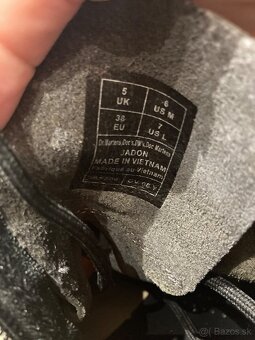 5 6
UK US M
38 7
EU US L
JADON
MADE IN VIETNAM
Fabriqué au Vietnam
Bazos.sk